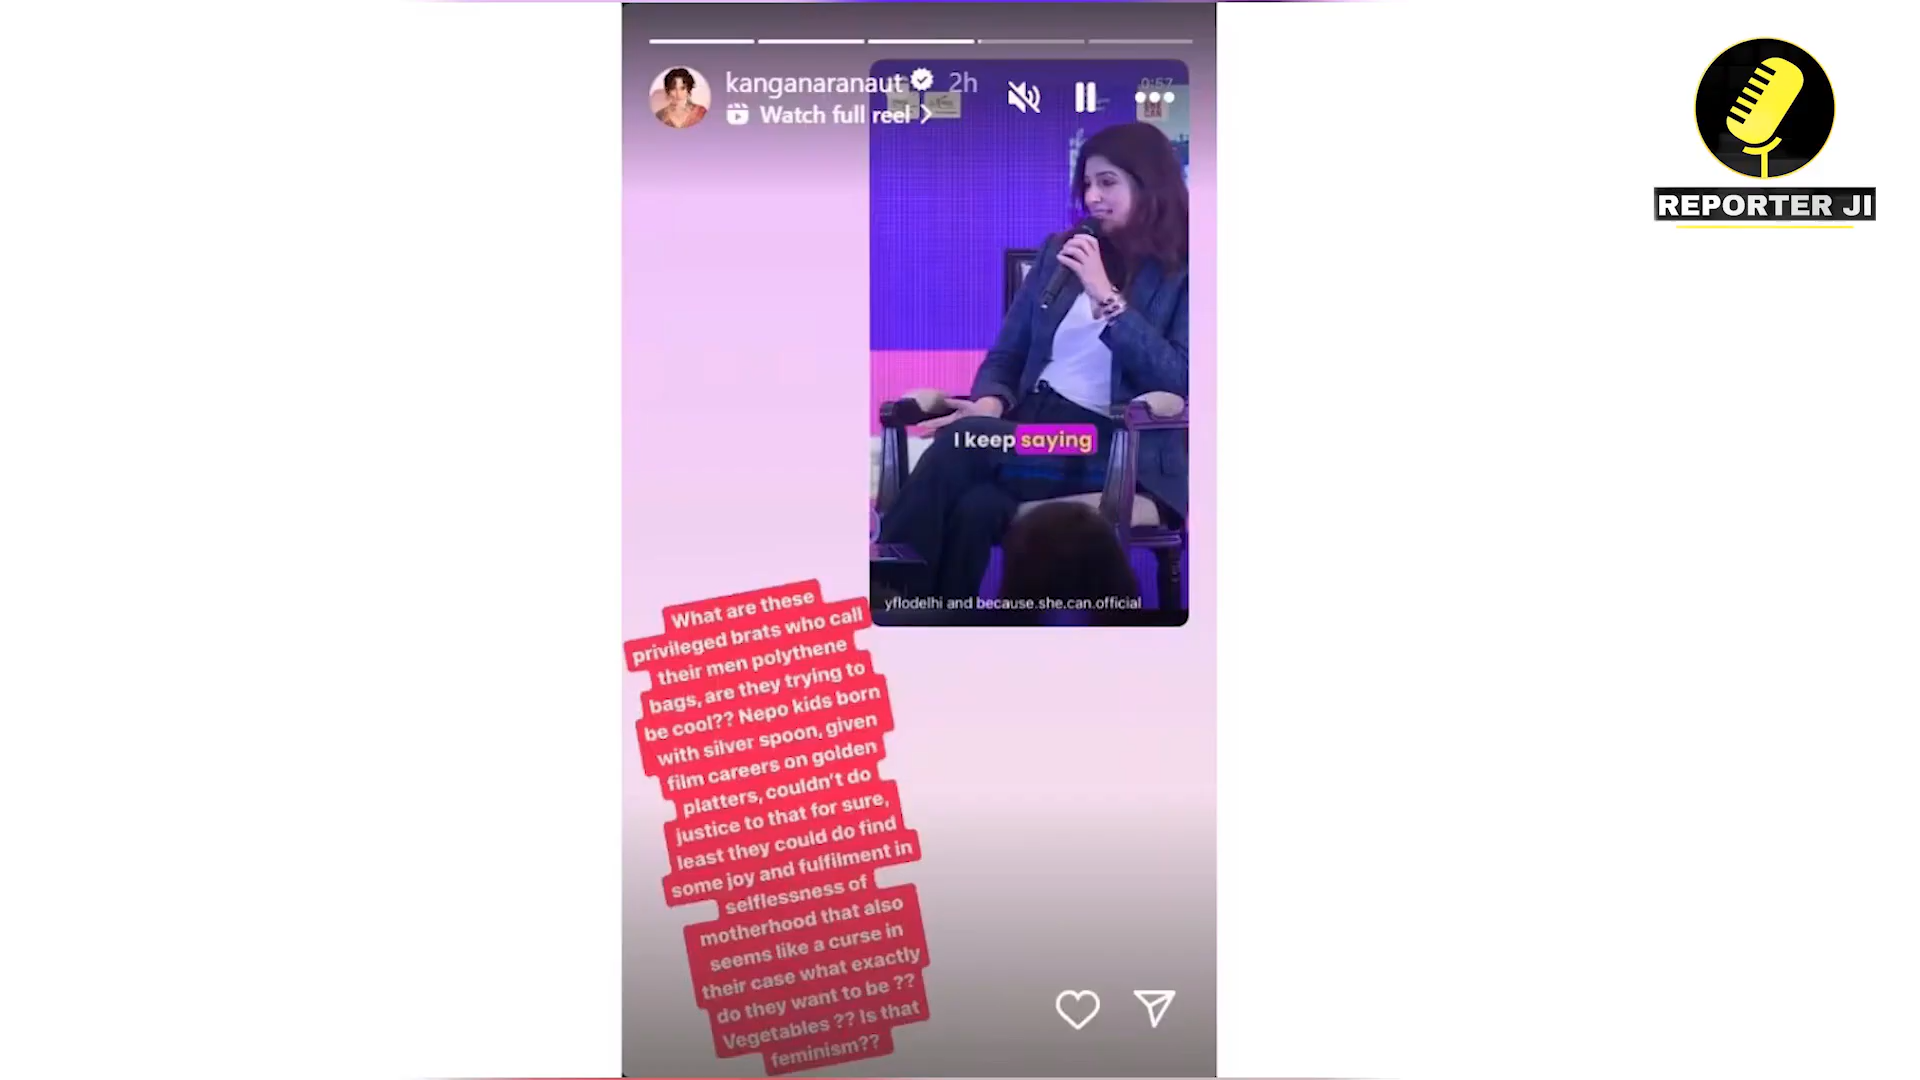 kanganaranaut 2h
Watch full reel
0:57
REPORTER JI
I keep saying
yflodelhi and because.she.can.official
What are these
privileged brats who call
their men polythene
bags, are they trying to
be cool?? Nepo kids born
with silver spoon, given
film careers on golden
platters, couldn't do
justice to that for sure,
least they could do find
some joy and fulfilment in
selflessness of
motherhood that also
seems like a curse in
their case what exactly
do they want to be ??
Vegetables ?? Is that
feminism??